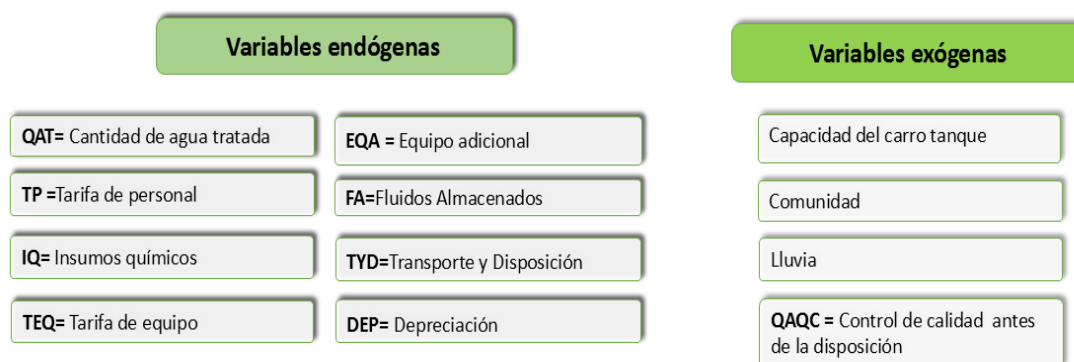 Variables endógenas
QAT= Cantidad de agua tratada
TP =Tarifa de personal
IQ= Insumos químicos
TEQ= Tarifa de equipo
EQA = Equipo adicional
FA=Fluidos Almacenados
TYD=Transporte y Disposición
DEP= Depreciación
Variables exógenas
Capacidad del carro tanque
Comunidad
Lluvia
QAQC = Control de calidad antes
de la disposición